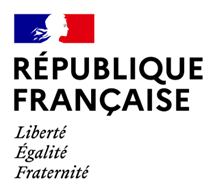 RÉPUBLIQUE
FRANÇAISE
Liberté
Égalité
Fraternité